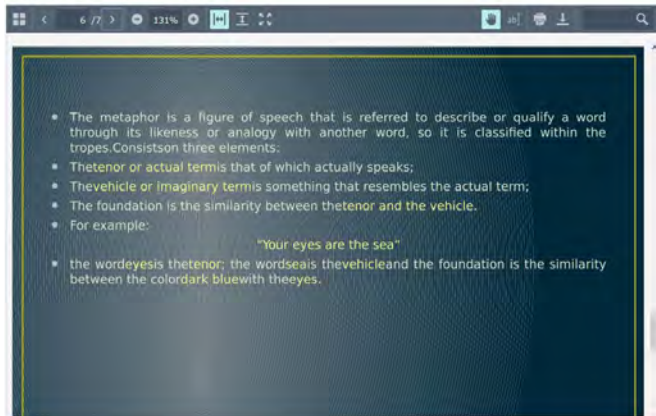 6 /7
131%
ab
The metaphor is a figure of speech that is referred to describe or qualify a word
through its likeness or analogy with another word, so it is classified within the
tropes.Consistson three elements:
Thetenor or actual termis that of which actually speaks;
Thevehicle or imaginary termis something that resembles the actual term;
The foundation is the similarity between thetenor and the vehicle.
For example:
"Your eyes are the sea"
the wordeyesis thetenor; the wordseais thevehicleand the foundation is the similarity
between the colordark bluewith theeyes.